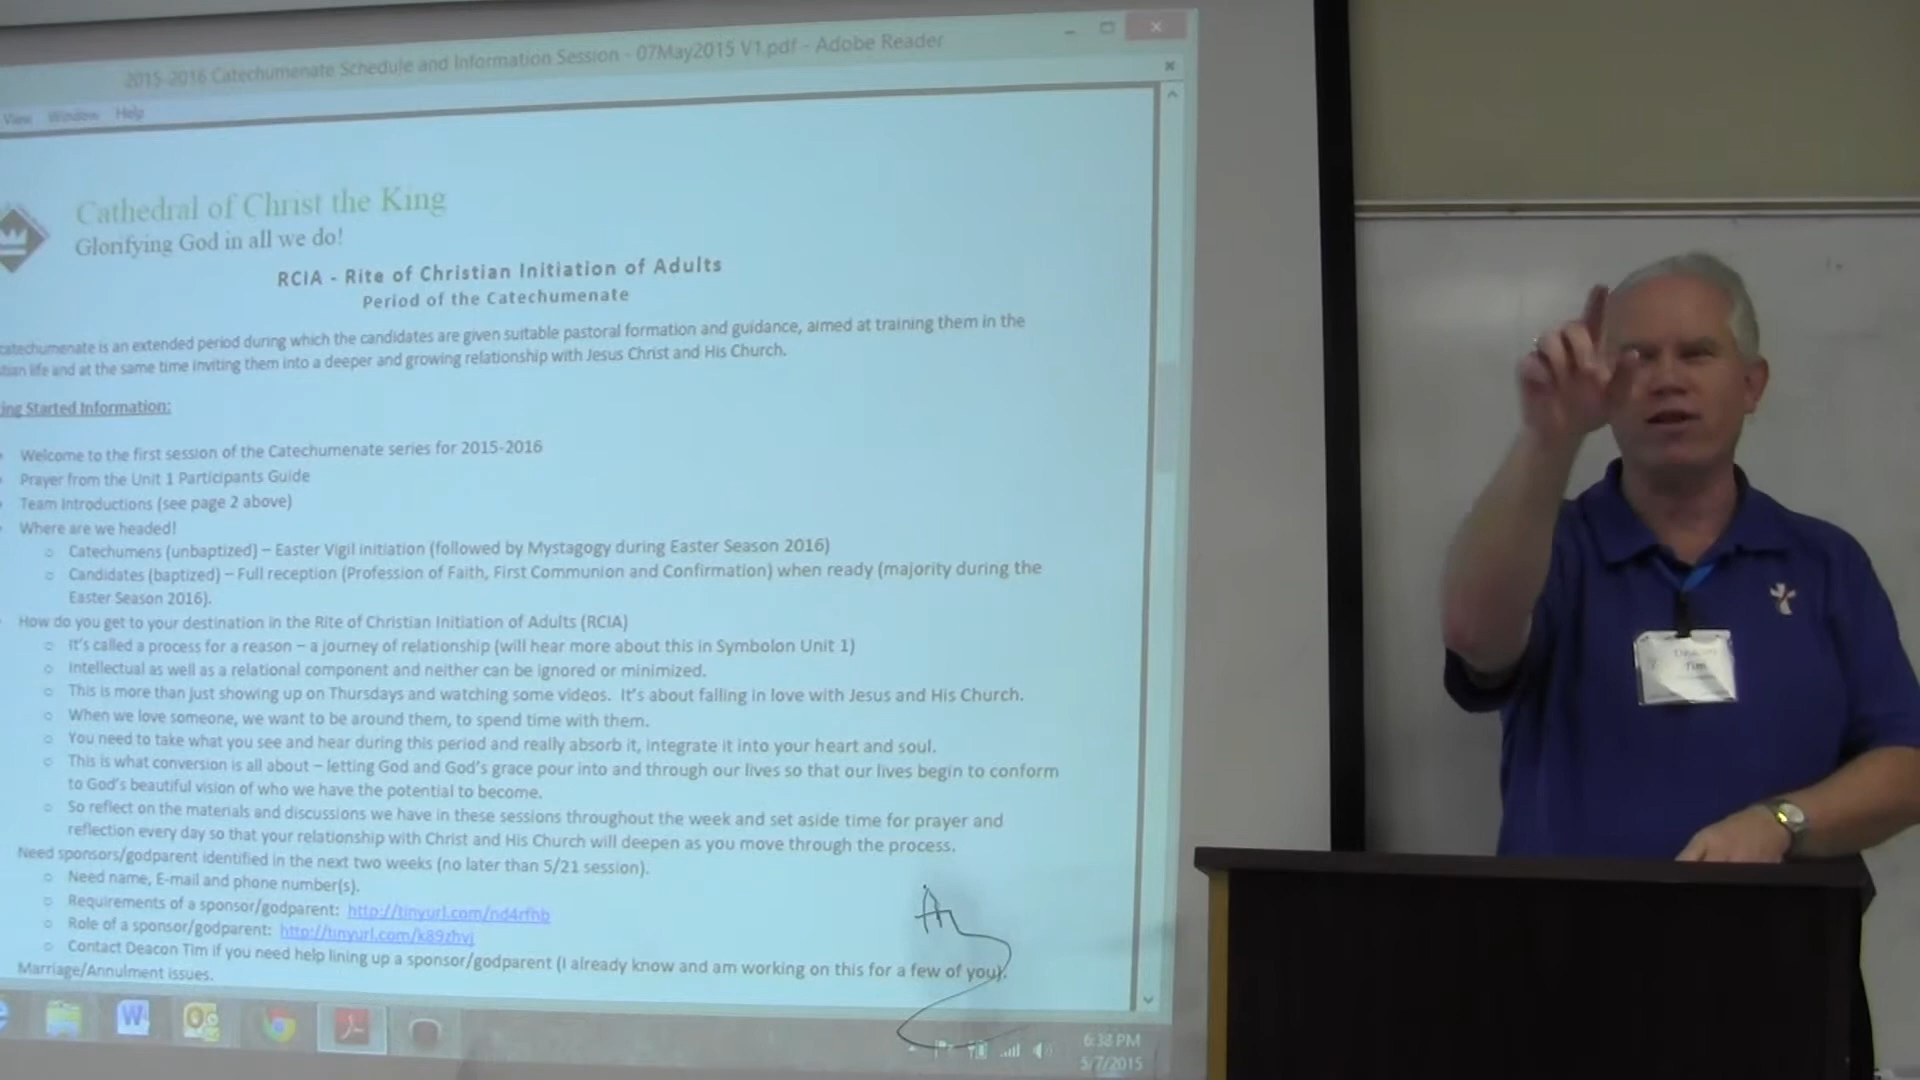 2015-2016 Catechumenate Schedule and Information Session - 07May2015 V1.pdf - Adobe Reader
View Window Help
Cathedral of Christ the King
Glorifying God in all we do!
RCIA - Rite of Christian Initiation of Adults
Period of the Catechumenate
catechumenate is an extended period during which the candidates are given suitable pastoral formation and guidance, aimed at training them in the
tian life and at the same time inviting them into a deeper and growing relationship with Jesus Christ and His Church.
ing Started Information:
Welcome to the first session of the Catechumenate series for 2015-2016
Prayer from the Unit 1 Participants Guide
Team Introductions (see page 2 above)
Where are we headed!
Catechumens (unbaptized) – Easter Vigil initiation (followed by Mystagogy during Easter Season 2016)
Candidates (baptized) – Full reception (Profession of Faith, First Communion and Confirmation) when ready (majority during the
Easter Season 2016).
How do you get to your destination in the Rite of Christian Initiation of Adults (RCIA)
It's called a process for a reason – a journey of relationship (will hear more about this in Symbolon Unit 1)
Intellectual as well as a relational component and neither can be ignored or minimized.
This is more than just showing up on Thursdays and watching some videos. It's about falling in love with Jesus and His Church.
When we love someone, we want to be around them, to spend time with them.
You need to take what you see and hear during this period and really absorb it, integrate it into your heart and soul.
This is what conversion is all about – letting God and God's grace pour into and through our lives so that our lives begin to conform
to God's beautiful vision of who we have the potential to become.
So reflect on the materials and discussions we have in these sessions throughout the week and set aside time for prayer and
reflection every day so that your relationship with Christ and His Church will deepen as you move through the process.
Need sponsors/godparent identified in the next two weeks (no later than 5/21 session).
Need name, E-mail and phone number(s).
Requirements of a sponsor/godparent: http://tinyurl.com/nd4rfhb
Role of a sponsor/godparent: http://tinyurl.com/k89zhvj
Contact Deacon Tim if you need help lining up a sponsor/godparent (I already know and am working on this for a few of you).
Marriage/Annulment issues.
6:38 PM
5/7/2015
Deacon
Tim